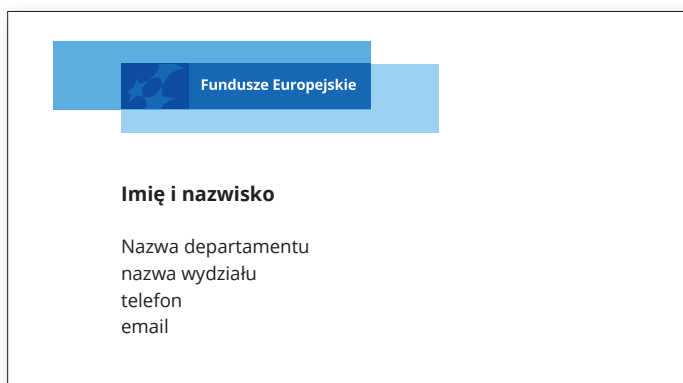 Fundusze Europejskie
Imię i nazwisko
Nazwa departamentu
nazwa wydziału
telefon
email